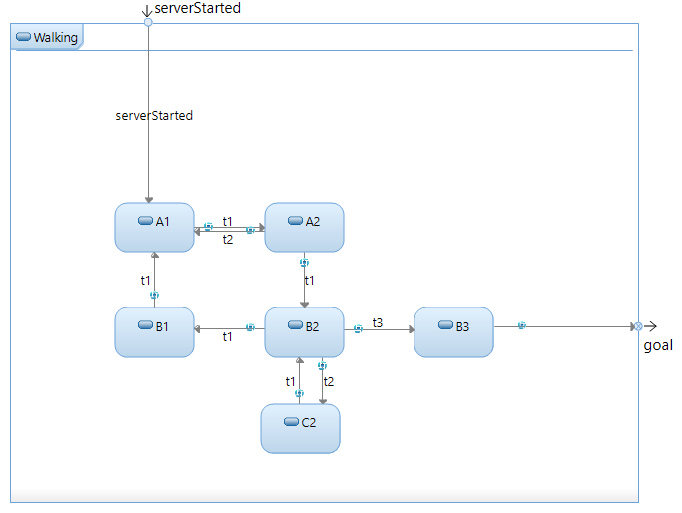 serverStarted
Walking
serverStarted
A1
t1
t2
A2
t1
t1
B1
t1
B2
t3
B3
goal
t1
t2
C2